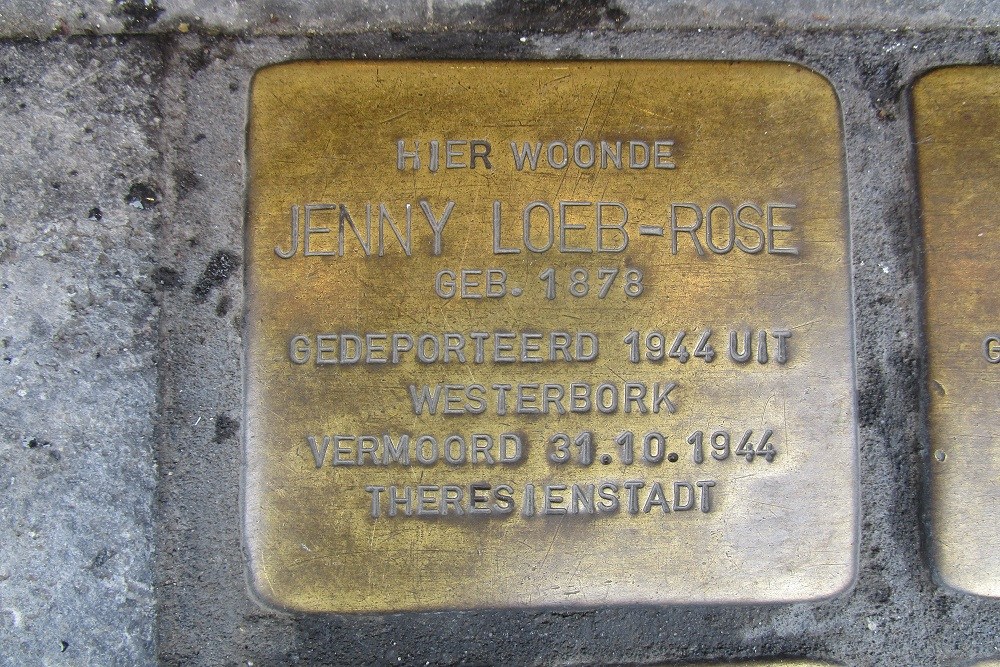 HIER WOONDE
JENNY LOEB-ROSE
GEB. 1878
GEDEPORTEERD 1944 UIT
WESTERBORK
VERMOORD 31.10.1944
THERESIENSTADT
G